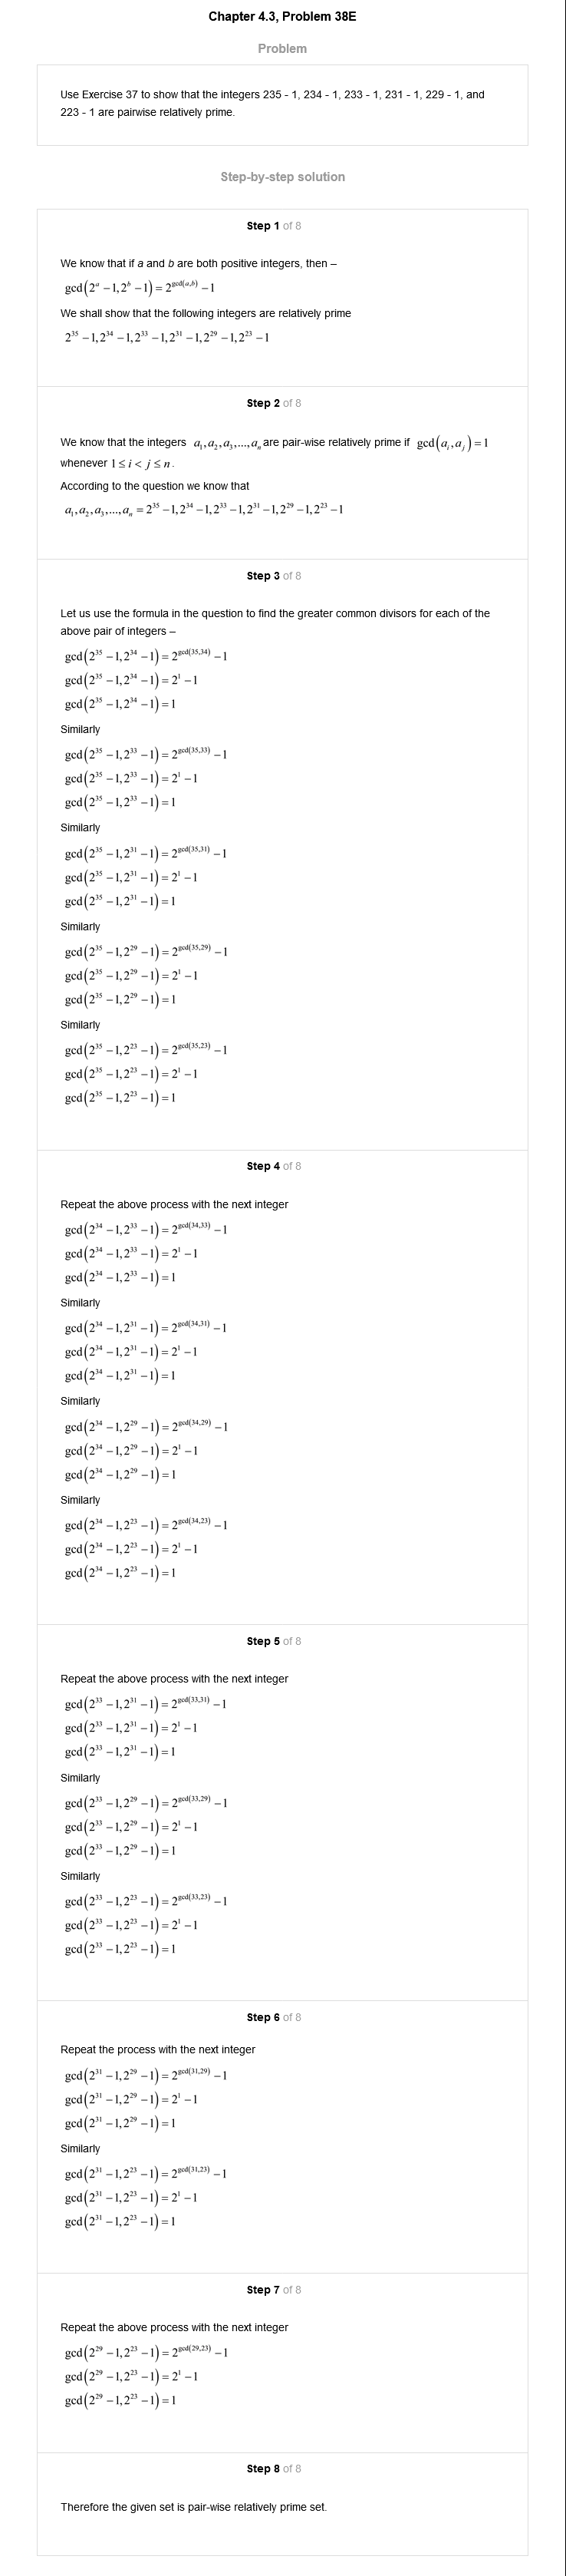 Chapter 4.3, Problem 38E
Problem
Use Exercise 37 to show that the integers 235 - 1, 234 - 1, 233 - 1, 231 - 1, 229 - 1, and
223 - 1 are pairwise relatively prime.
Step-by-step solution
Step 1 of 8
We know that if a and b are both positive integers, then –
gcd(2^a −1, 2^b −1) = 2^gcd(a,b) −1
We shall show that the following integers are relatively prime
2^35 −1, 2^34 −1, 2^33 −1, 2^31 −1, 2^29 −1, 2^23 −1
Step 2 of 8
We know that the integers a₁, a₂, a₃, ..., aₙ are pair-wise relatively prime if gcd(aᵢ, aⱼ) = 1
whenever 1 ≤ i < j ≤ n.
According to the question we know that
a₁, a₂, a₃, ..., aₙ = 2^35 −1, 2^34 −1, 2^33 −1, 2^31 −1, 2^29 −1, 2^23 −1
Step 3 of 8
Let us use the formula in the question to find the greater common divisors for each of the
above pair of integers –
gcd(2^35 −1, 2^34 −1) = 2^gcd(35,34) −1
gcd(2^35 −1, 2^34 −1) = 2^1 −1
gcd(2^35 −1, 2^34 −1) = 1
Similarly
gcd(2^35 −1, 2^33 −1) = 2^gcd(35,33) −1
gcd(2^35 −1, 2^33 −1) = 2^1 −1
gcd(2^35 −1, 2^33 −1) = 1
Similarly
gcd(2^35 −1, 2^31 −1) = 2^gcd(35,31) −1
gcd(2^35 −1, 2^31 −1) = 2^1 −1
gcd(2^35 −1, 2^31 −1) = 1
Similarly
gcd(2^35 −1, 2^29 −1) = 2^gcd(35,29) −1
gcd(2^35 −1, 2^29 −1) = 2^1 −1
gcd(2^35 −1, 2^29 −1) = 1
Similarly
gcd(2^35 −1, 2^23 −1) = 2^gcd(35,23) −1
gcd(2^35 −1, 2^23 −1) = 2^1 −1
gcd(2^35 −1, 2^23 −1) = 1
Step 4 of 8
Repeat the above process with the next integer
gcd(2^34 −1, 2^33 −1) = 2^gcd(34,33) −1
gcd(2^34 −1, 2^33 −1) = 2^1 −1
gcd(2^34 −1, 2^33 −1) = 1
Similarly
gcd(2^34 −1, 2^31 −1) = 2^gcd(34,31) −1
gcd(2^34 −1, 2^31 −1) = 2^1 −1
gcd(2^34 −1, 2^31 −1) = 1
Similarly
gcd(2^34 −1, 2^29 −1) = 2^gcd(34,29) −1
gcd(2^34 −1, 2^29 −1) = 2^1 −1
gcd(2^34 −1, 2^29 −1) = 1
Similarly
gcd(2^34 −1, 2^23 −1) = 2^gcd(34,23) −1
gcd(2^34 −1, 2^23 −1) = 2^1 −1
gcd(2^34 −1, 2^23 −1) = 1
Step 5 of 8
Repeat the above process with the next integer
gcd(2^33 −1, 2^31 −1) = 2^gcd(33,31) −1
gcd(2^33 −1, 2^31 −1) = 2^1 −1
gcd(2^33 −1, 2^31 −1) = 1
Similarly
gcd(2^33 −1, 2^29 −1) = 2^gcd(33,29) −1
gcd(2^33 −1, 2^29 −1) = 2^1 −1
gcd(2^33 −1, 2^29 −1) = 1
Similarly
gcd(2^33 −1, 2^23 −1) = 2^gcd(33,23) −1
gcd(2^33 −1, 2^23 −1) = 2^1 −1
gcd(2^33 −1, 2^23 −1) = 1
Step 6 of 8
Repeat the process with the next integer
gcd(2^31 −1, 2^29 −1) = 2^gcd(31,29) −1
gcd(2^31 −1, 2^29 −1) = 2^1 −1
gcd(2^31 −1, 2^29 −1) = 1
Similarly
gcd(2^31 −1, 2^23 −1) = 2^gcd(31,23) −1
gcd(2^31 −1, 2^23 −1) = 2^1 −1
gcd(2^31 −1, 2^23 −1) = 1
Step 7 of 8
Repeat the above process with the next integer
gcd(2^29 −1, 2^23 −1) = 2^gcd(29,23) −1
gcd(2^29 −1, 2^23 −1) = 2^1 −1
gcd(2^29 −1, 2^23 −1) = 1
Step 8 of 8
Therefore the given set is pair-wise relatively prime set.